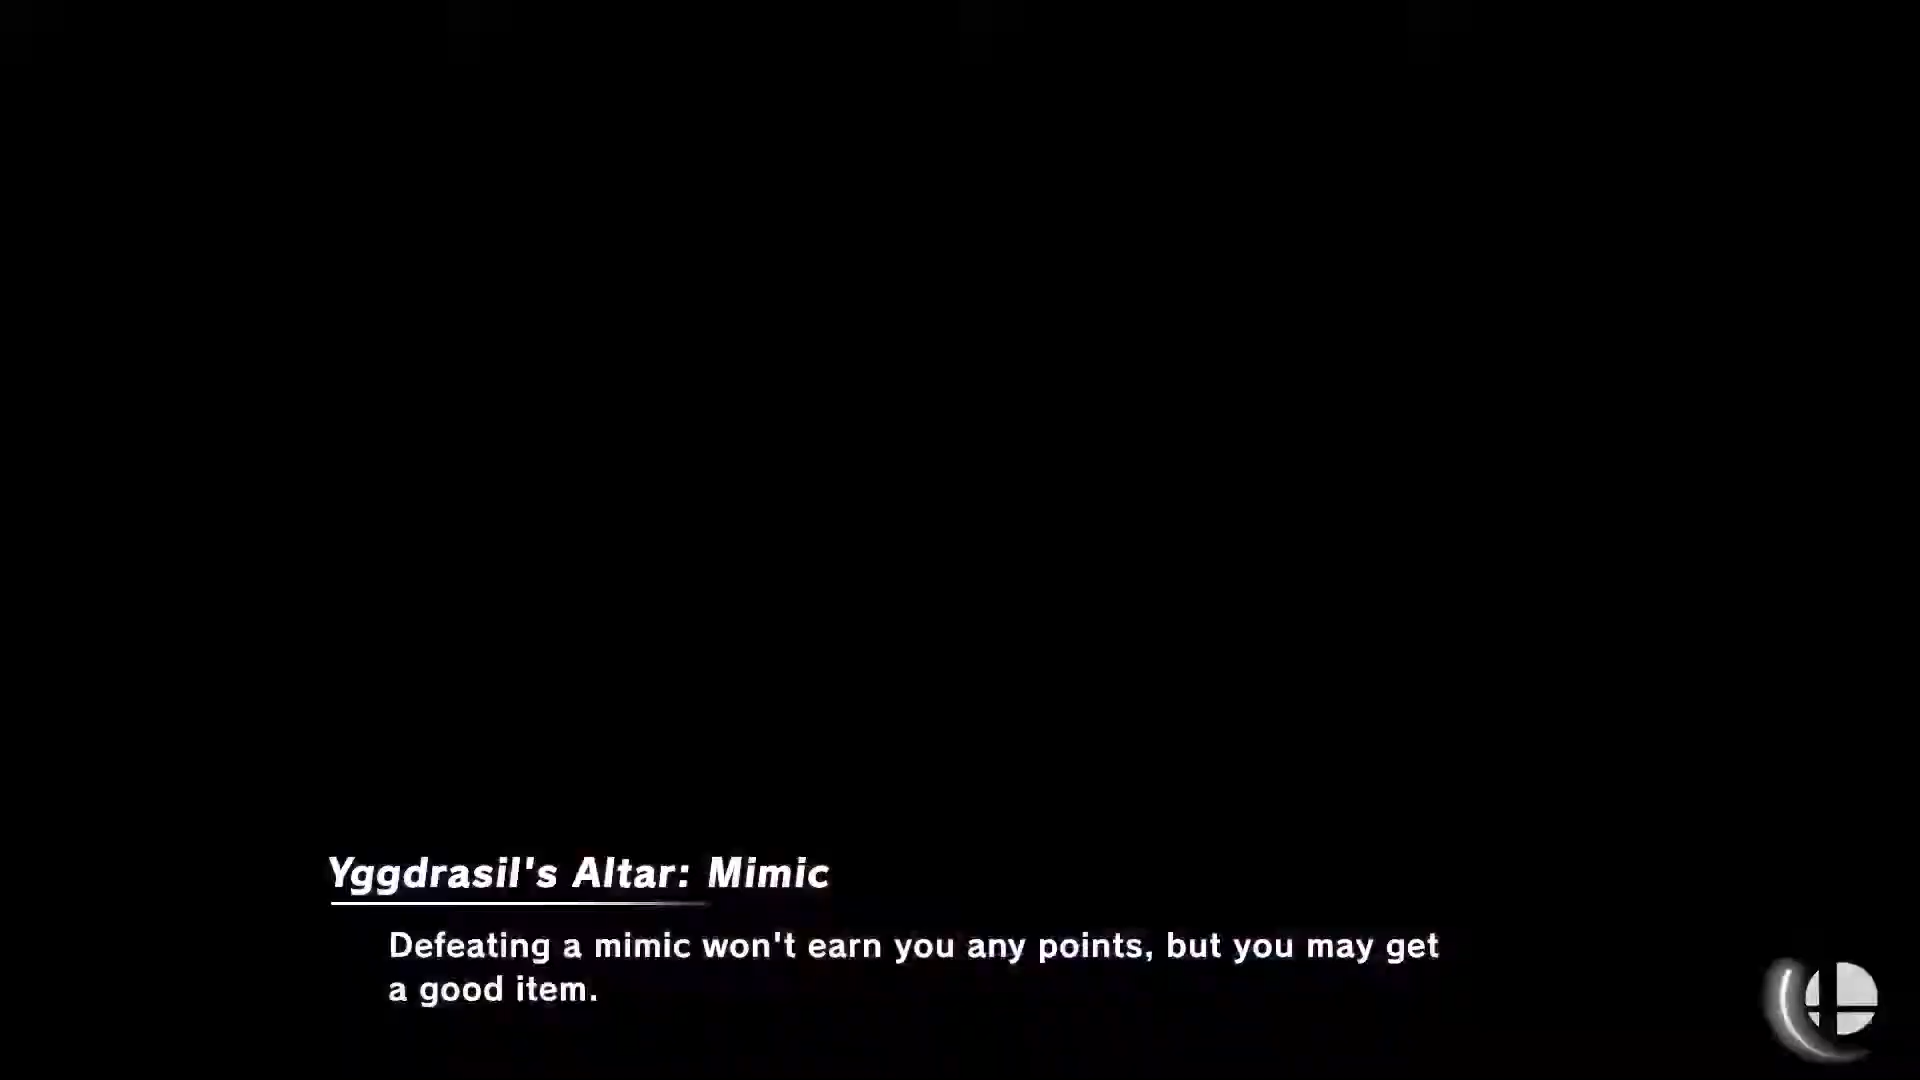 Yggdrasil's Altar: Mimic
Defeating a mimic won't earn you any points, but you may get
a good item.